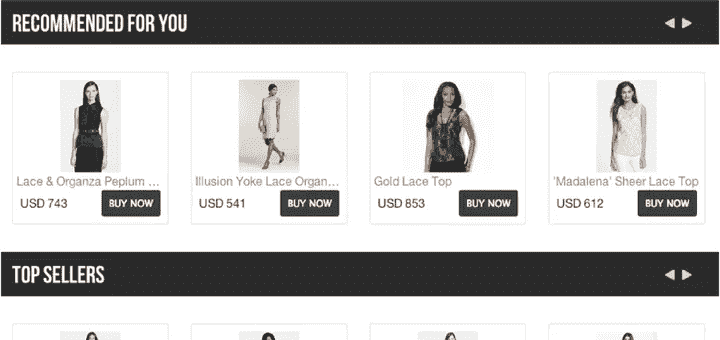 RECOMMENDED FOR YOU
Lace & Organza Peplum ...
USD 743 BUY NOW
Illusion Yoke Lace Organ...
USD 541 BUY NOW
Gold Lace Top
USD 853 BUY NOW
'Madalena' Sheer Lace Top
USD 612 BUY NOW
TOP SELLERS